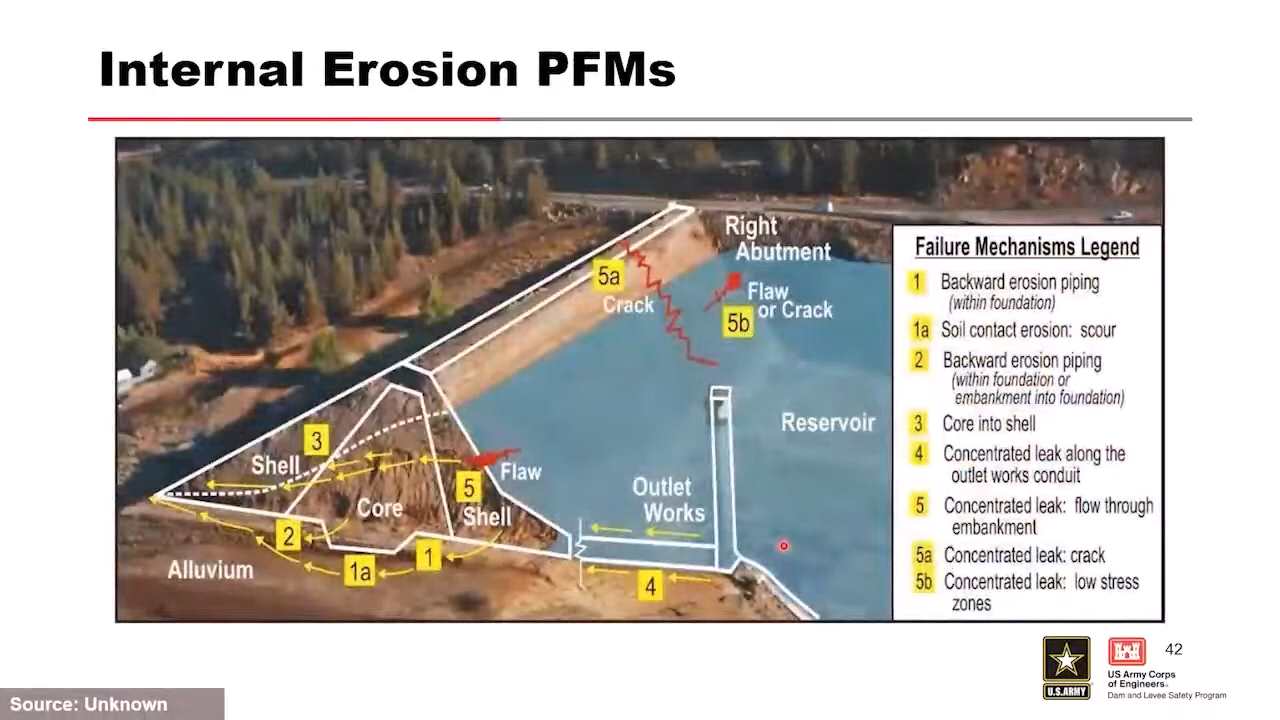 Internal Erosion PFMs
Right
Abutment
5a
Crack
Flaw
or Crack
5b
Reservoir
3
Shell
Flaw
5
Core
Shell
Outlet
Works
2
1
1a
4
Alluvium
Failure Mechanisms Legend
1 Backward erosion piping
(within foundation)
1a Soil contact erosion: scour
2 Backward erosion piping
(within foundation or
embankment into foundation)
3 Core into shell
4 Concentrated leak along the
outlet works conduit
5 Concentrated leak: flow through
embankment
5a Concentrated leak: crack
5b Concentrated leak: low stress
zones
U.S.ARMY
US Army Corps
of Engineers®
Dam and Levee Safety Program
42
Source: Unknown